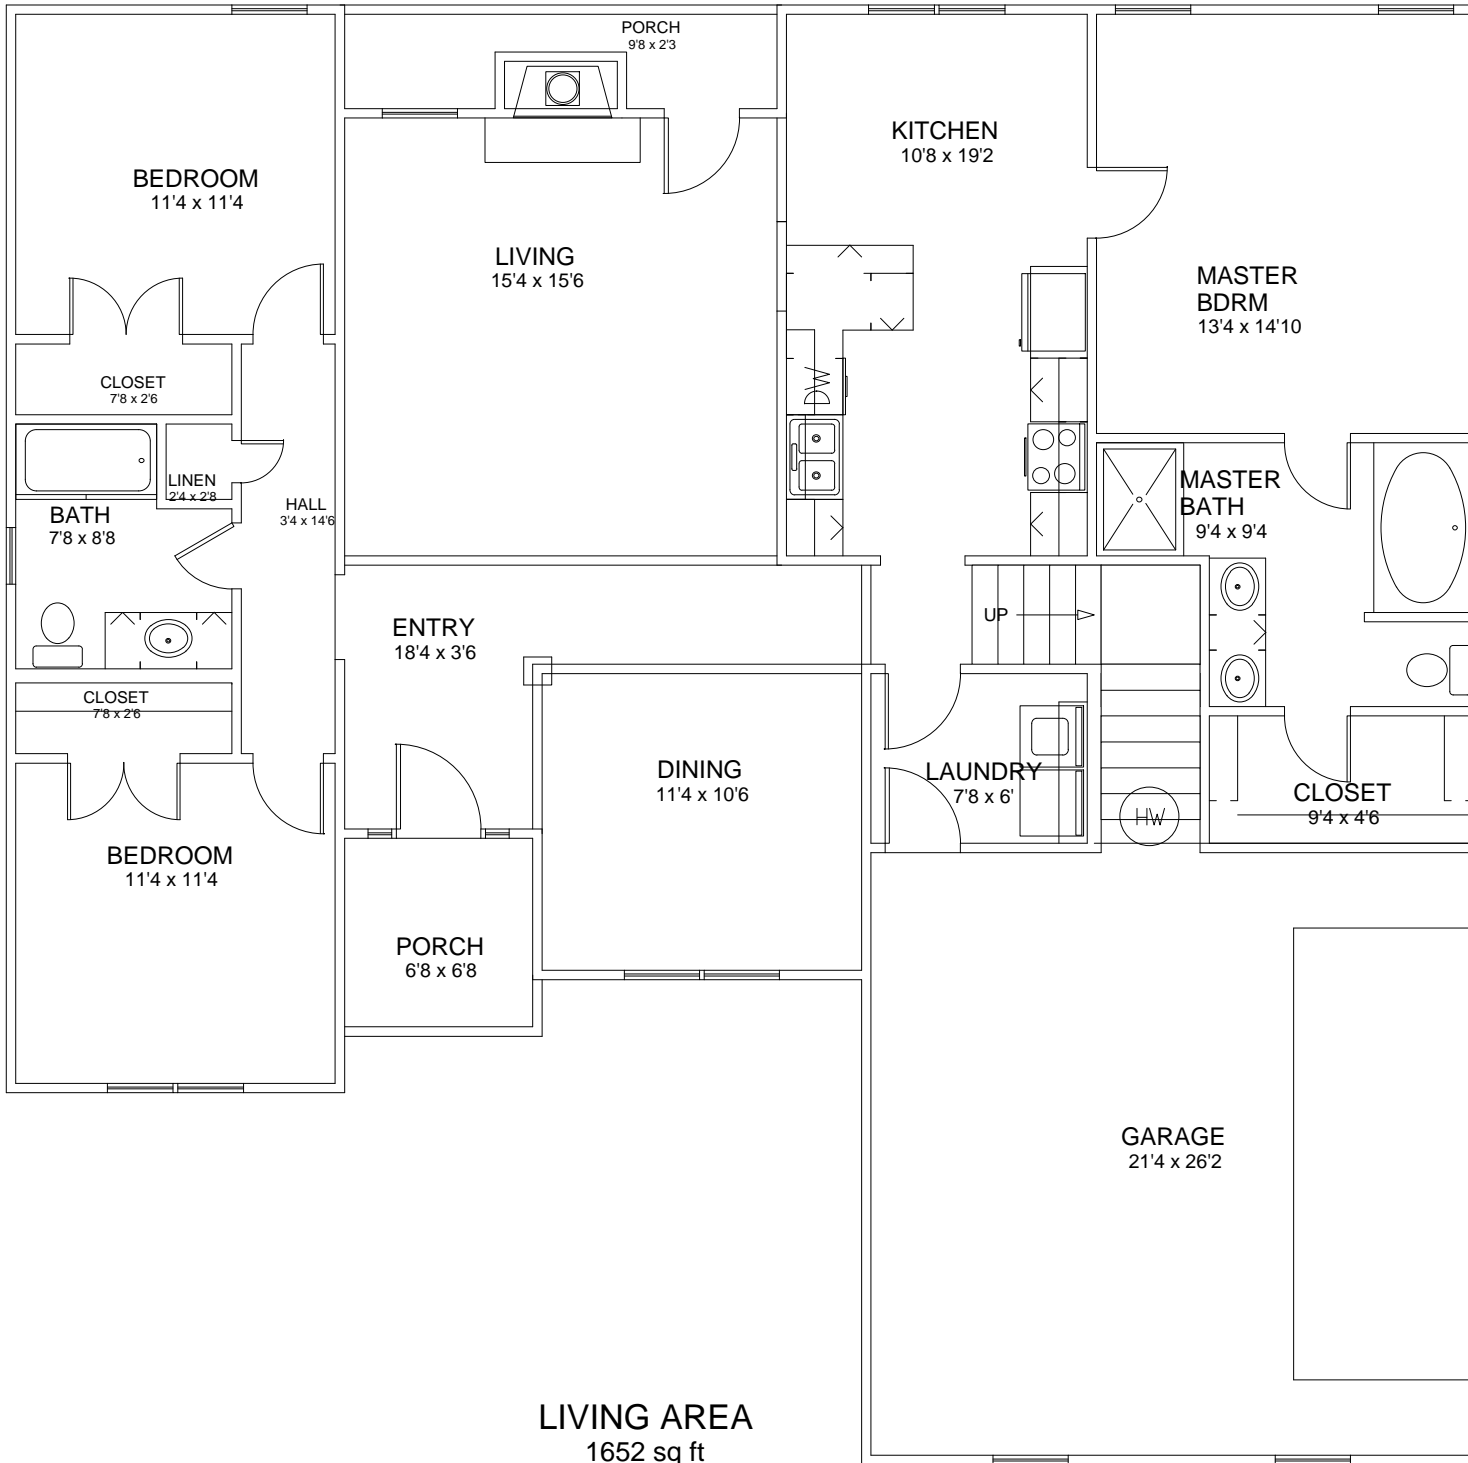 PORCH
9'8 x 2'3
KITCHEN
10'8 x 19'2
BEDROOM
11'4 x 11'4
LIVING
15'4 x 15'6
MASTER
BDRM
13'4 x 14'10
CLOSET
7'8 x 2'6
DW
LINEN
2'4 x 2'8
HALL
3'4 x 14'6
BATH
7'8 x 8'8
MASTER
BATH
9'4 x 9'4
UP
ENTRY
18'4 x 3'6
CLOSET
7'8 x 2'6
DINING
11'4 x 10'6
LAUNDRY
7'8 x 6'
HW
CLOSET
9'4 x 4'6
BEDROOM
11'4 x 11'4
PORCH
6'8 x 6'8
GARAGE
21'4 x 26'2
LIVING AREA
1652 sq ft